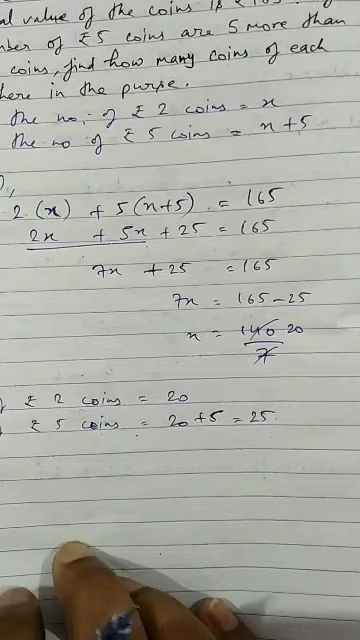 al value of the coins is ₹ 165.
mber of ₹ 5 coins are 5 more than
coins, find how many coins of each
there in the purse.
the no. of ₹ 2 coins = x
the no of ₹ 5 coins = x+5
2 (x) + 5(x+5) = 165
2x + 5x + 25 = 165
7x + 25 = 165
7x = 165 - 25
x = 140 20
7
₹ 2 coins = 20
₹ 5 coins = 20 + 5 = 25.